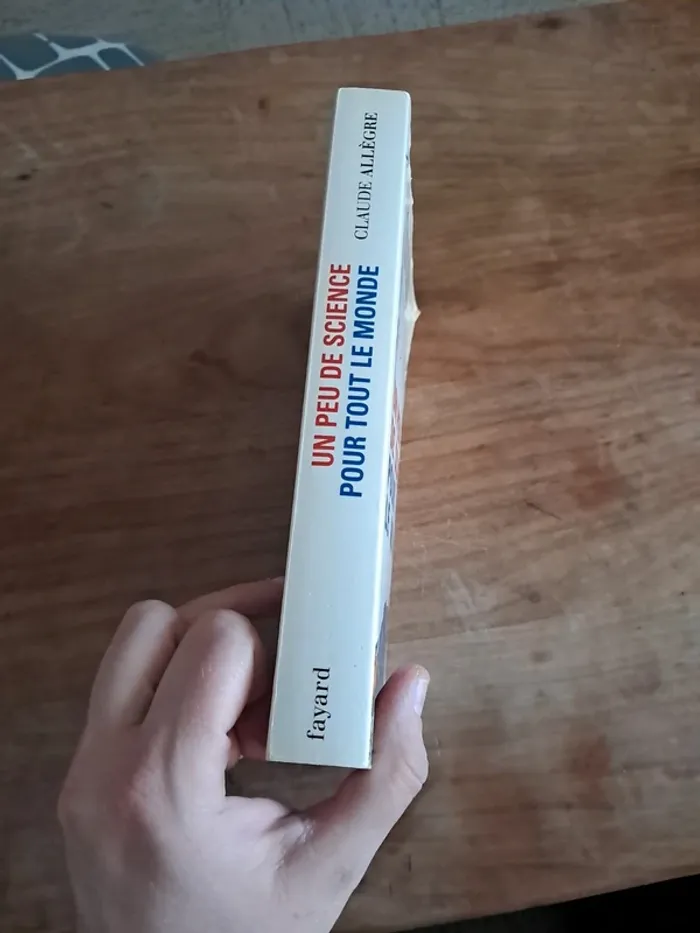 CLAUDE ALLÈGRE
UN PEU DE SCIENCE
POUR TOUT LE MONDE
fayard